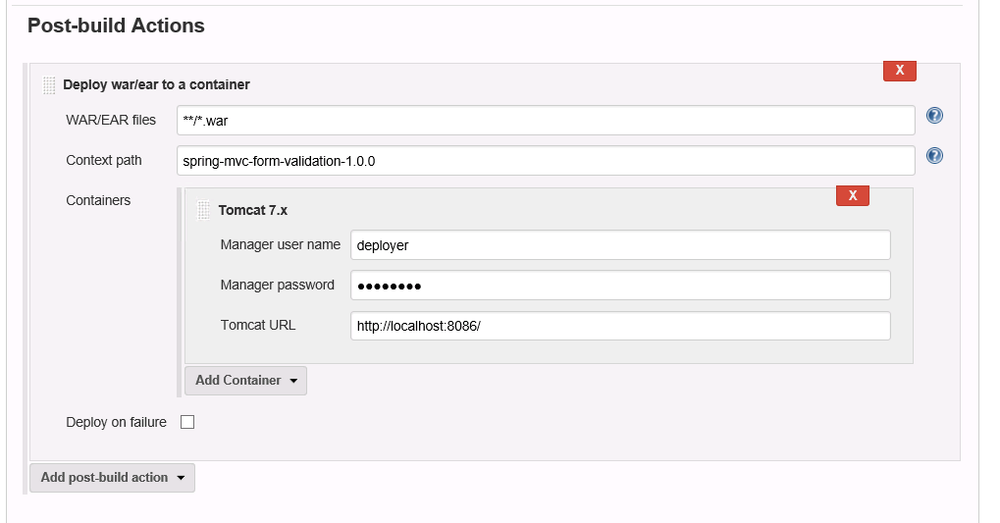 Post-build Actions
X
Deploy war/ear to a container
WAR/EAR files **/*.war ?
Context path spring-mvc-form-validation-1.0.0 ?
Containers
X
Tomcat 7.x
Manager user name deployer
Manager password ••••••••
Tomcat URL http://localhost:8086/
Add Container
Deploy on failure
Add post-build action